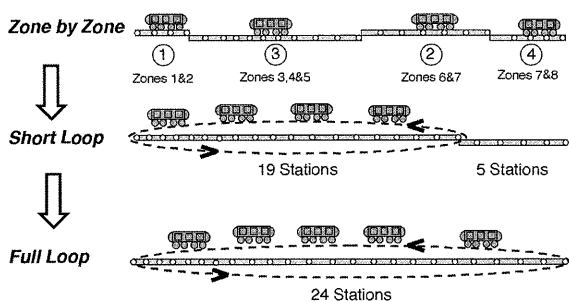 Zone by Zone
1 3 2 4
Zones 1&2 Zones 3,4&5 Zones 6&7 Zones 7&8
Short Loop
19 Stations 5 Stations
Full Loop
24 Stations